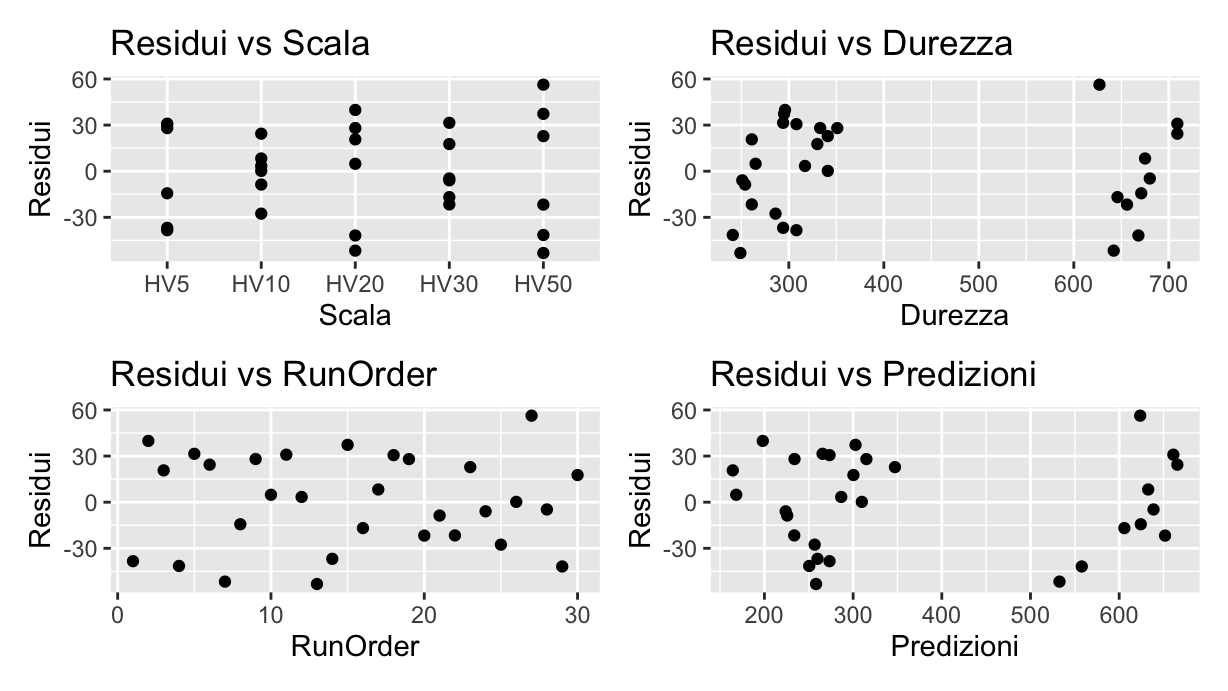 Residui vs Scala
60
30
0
-30
Residui
HV5 HV10 HV20 HV30 HV50
Scala
Residui vs Durezza
60
30
0
-30
Residui
300 400 500 600 700
Durezza
Residui vs RunOrder
60
30
0
-30
Residui
0 10 20 30
RunOrder
Residui vs Predizioni
60
30
0
-30
Residui
200 300 400 500 600
Predizioni